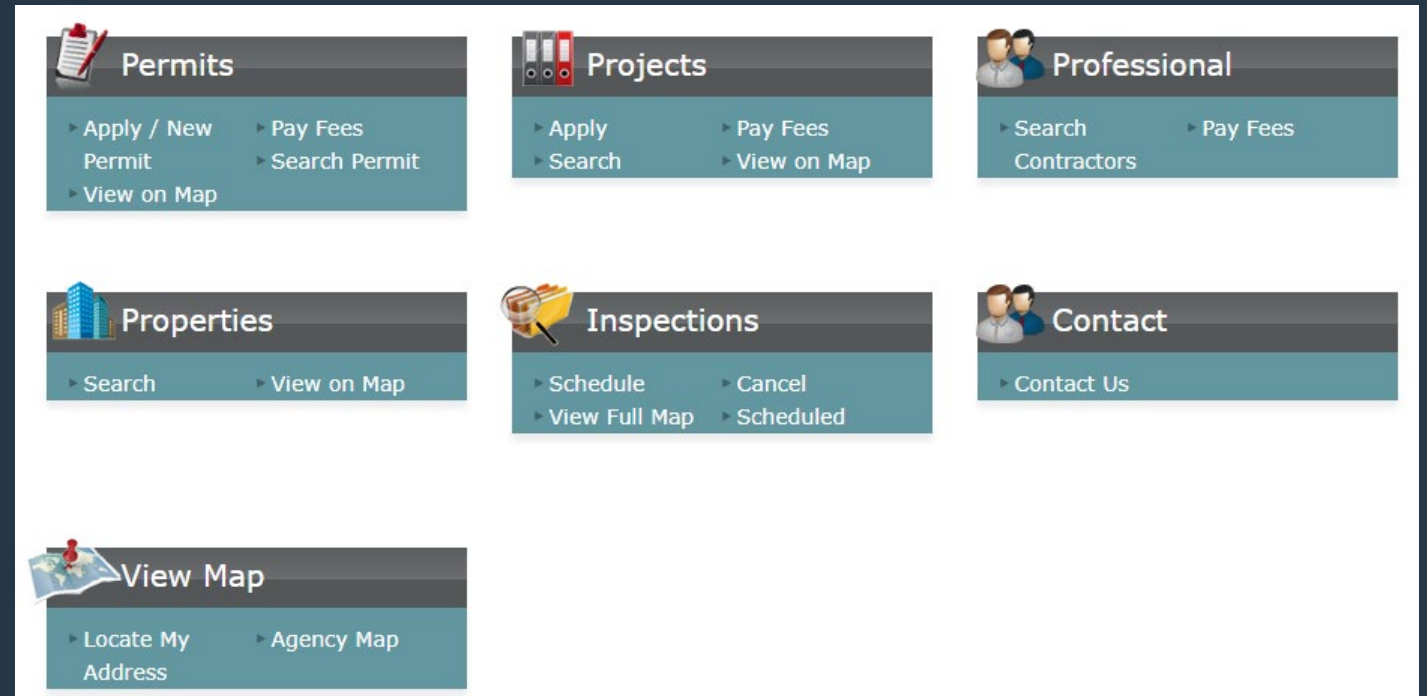 Permits
Apply / New
Permit
View on Map
Pay Fees
Search Permit
Projects
Apply
Search
Pay Fees
View on Map
Professional
Search
Contractors
Pay Fees
Properties
Search
View on Map
Inspections
Schedule
View Full Map
Cancel
Scheduled
Contact
Contact Us
View Map
Locate My
Address
Agency Map